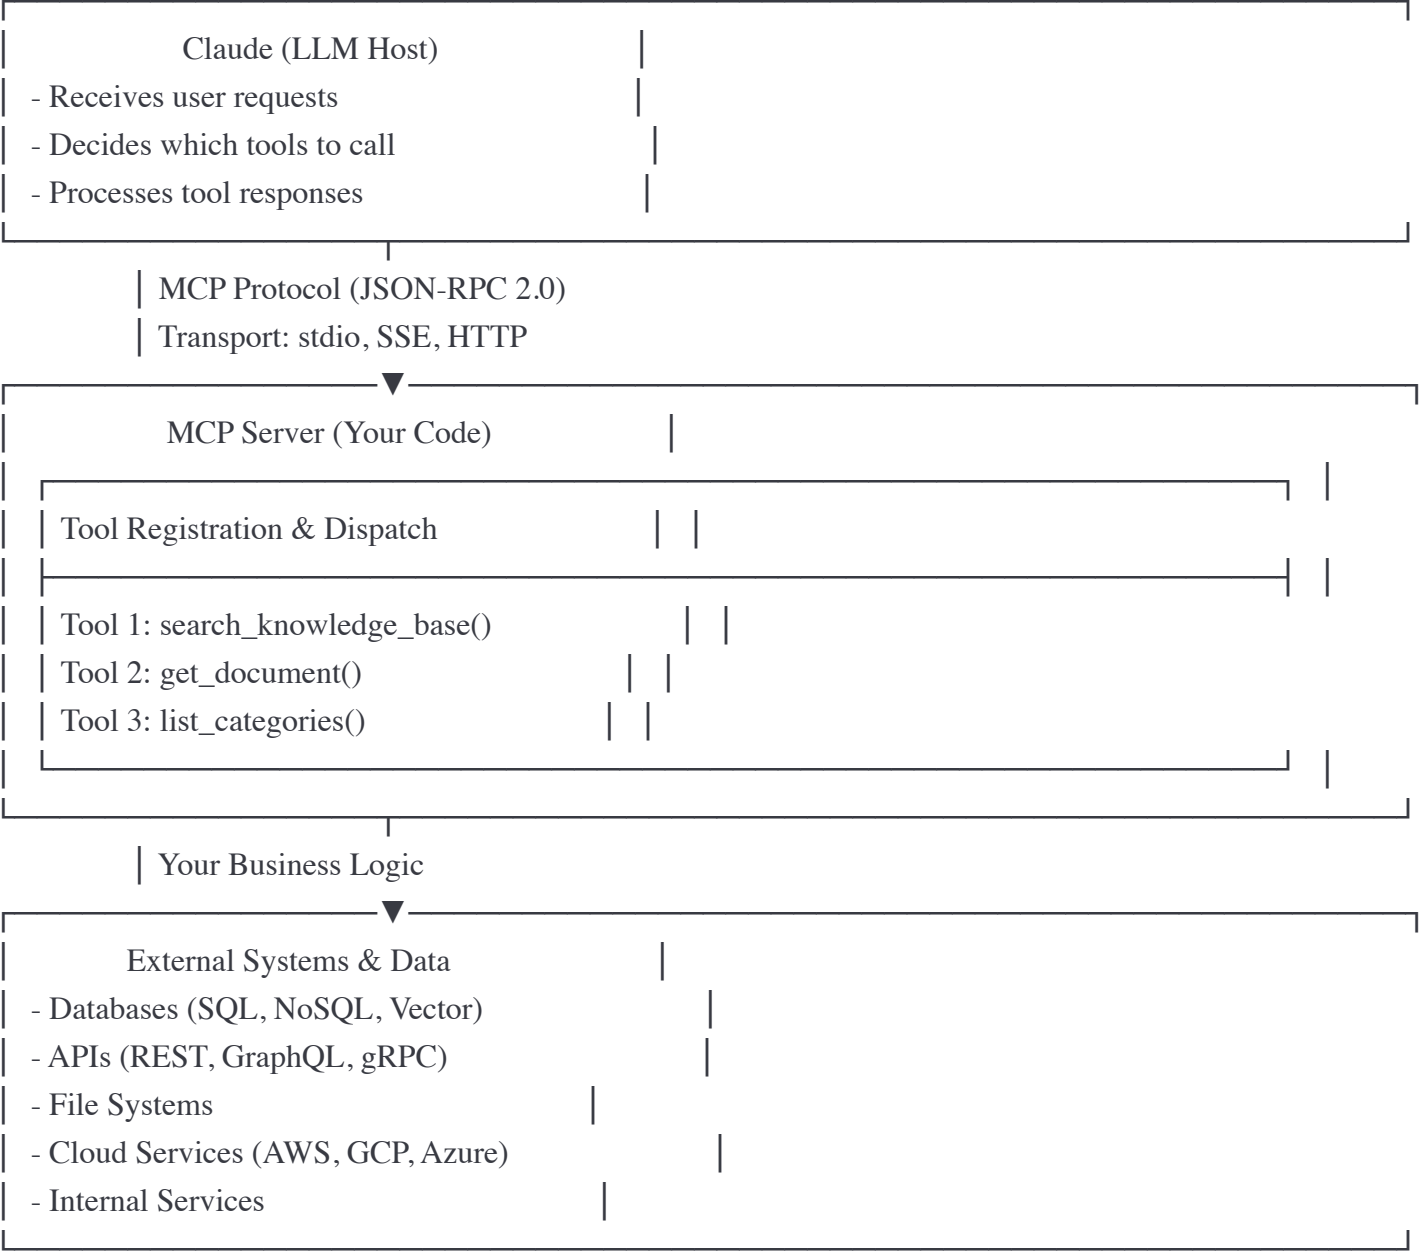 Claude (LLM Host)
- Receives user requests
- Decides which tools to call
- Processes tool responses
MCP Protocol (JSON-RPC 2.0)
Transport: stdio, SSE, HTTP
MCP Server (Your Code)
Tool Registration & Dispatch
Tool 1: search_knowledge_base()
Tool 2: get_document()
Tool 3: list_categories()
Your Business Logic
External Systems & Data
- Databases (SQL, NoSQL, Vector)
- APIs (REST, GraphQL, gRPC)
- File Systems
- Cloud Services (AWS, GCP, Azure)
- Internal Services